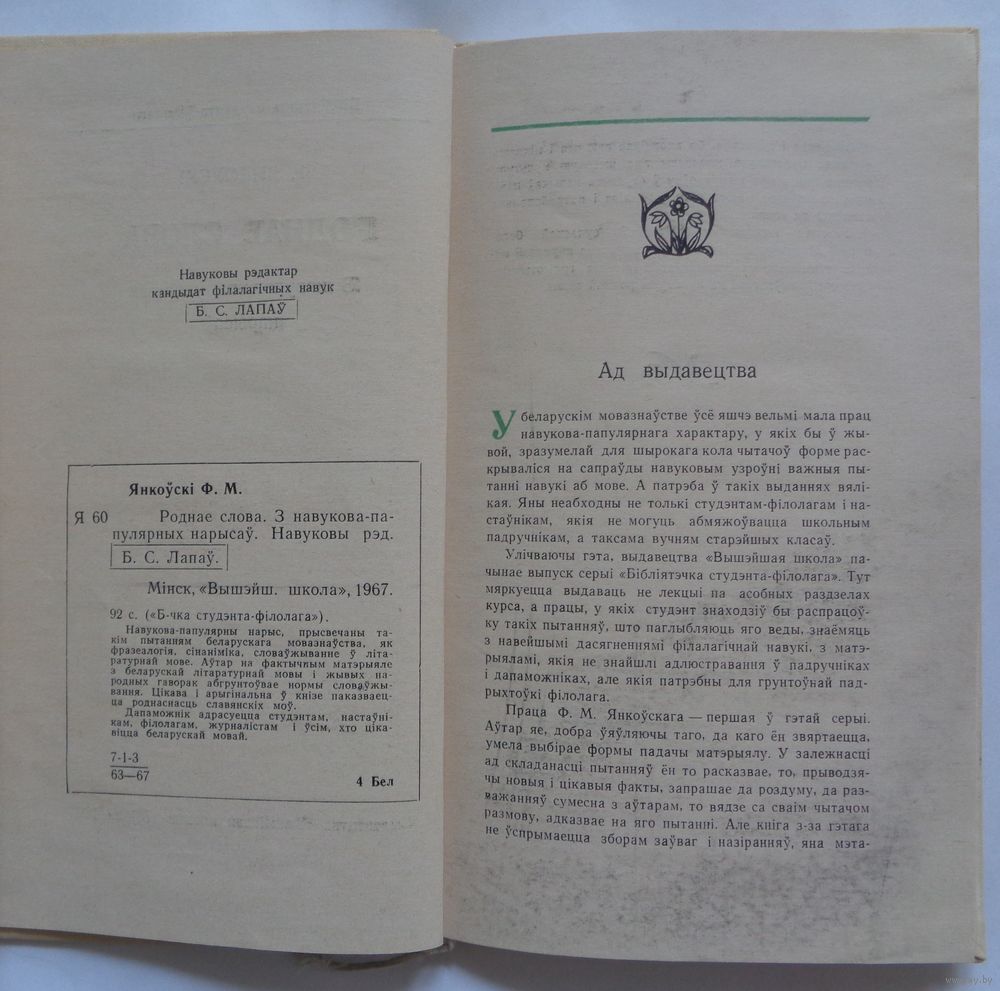 Навуковы рэдактар
кандыдат філалагічных навук
Б. С. ЛАПАЎ
Янкоўскі Ф. М.
Я 60 Роднае слова. З навукова-па-
пулярных нарысаў. Навуковы рэд.
Б. С. Лапаў.
Мінск, «Вышэйш. школа», 1967.
92 с. («Б-чка студэнта-філолага»).
Навукова-папулярны нарыс, прысвечаны та-
кім пытанням беларускага мовазнаўства, як
фразеалогія, сінаніміка, словаўжыванне ў літа-
ратурнай мове. Аўтар на фактычным матэрыяле
з беларускай літаратурнай мовы і жывых на-
родных гаворак абгрунтоўвае нормы словаўжы-
вання. Цікава і арыгінальна ў кнізе паказваец-
ца роднаснасць славянскіх моў.
Дапаможнік адрасуецца студэнтам, настаўні-
кам, філолагам, журналістам і ўсім, хто ціка-
віцца беларускай мовай.
7-1-3
63—67
4 Бел
Ад выдавецтва
У беларускім мовазнаўстве ўсё яшчэ вельмі мала прац
навукова-папулярнага характару, у якіх бы ў жы-
вой, зразумелай для шырокага кола чытачоў форме рас-
крываліся на сапраўды навуковым узроўні важныя пы-
танні навукі аб мове. А патрэба ў такіх выданнях вялі-
кая. Яны неабходны не толькі студэнтам-філолагам і на-
стаўнікам, якія не могуць абмяжоўвацца школьным
падручнікам, а таксама вучням старэйшых класаў.
Улічваючы гэта, выдавецтва «Вышэйшая школа» па-
чынае выпуск серыі «Бібліятэчка студэнта-філолага». Тут
мяркуецца выдаваць не лекцыі па асобных раздзелах
курса, а працы, у якіх студэнт знаходзіў бы распрацоў-
ку такіх пытанняў, што паглыбляюць яго веды, знаёмяць
з навейшымі дасягненнямі філалагічнай навукі, з матэ-
рыяламі, якія не знайшлі адлюстравання ў падручніках
і дапаможніках, але якія патрэбны для грунтоўнай пад-
рыхтоўкі філолага.
Праца Ф. М. Янкоўскага — першая ў гэтай серыі.
Аўтар яе, добра ўяўляючы таго, да каго ён звяртаецца,
умела выбірае формы падачы матэрыялу. У залежнасці
ад складанасці пытанняў ён то расказвае, то, прыводзя-
чы новыя і цікавыя факты, запрашае да роздуму, да раз-
важанняў сумесна з аўтарам, то вядзе са сваім чытачом
размову, адказвае на яго пытанні. Але кніга з-за гэтага
не ўспрымаецца зборам заўваг і назіранняў, яна мэта-